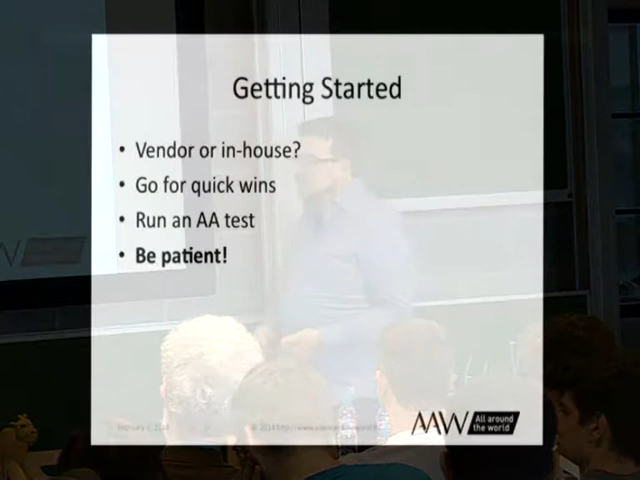 Getting Started
• Vendor or in-house?
• Go for quick wins
• Run an AA test
• Be patient!
AAW All around
the world